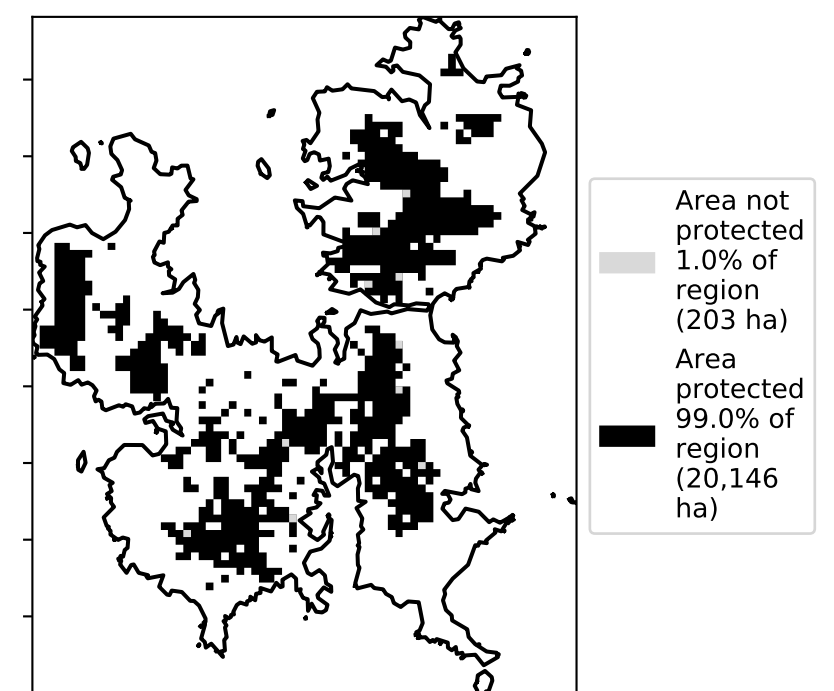 Area not
protected
1.0% of
region
(203 ha)
Area
protected
99.0% of
region
(20,146
ha)